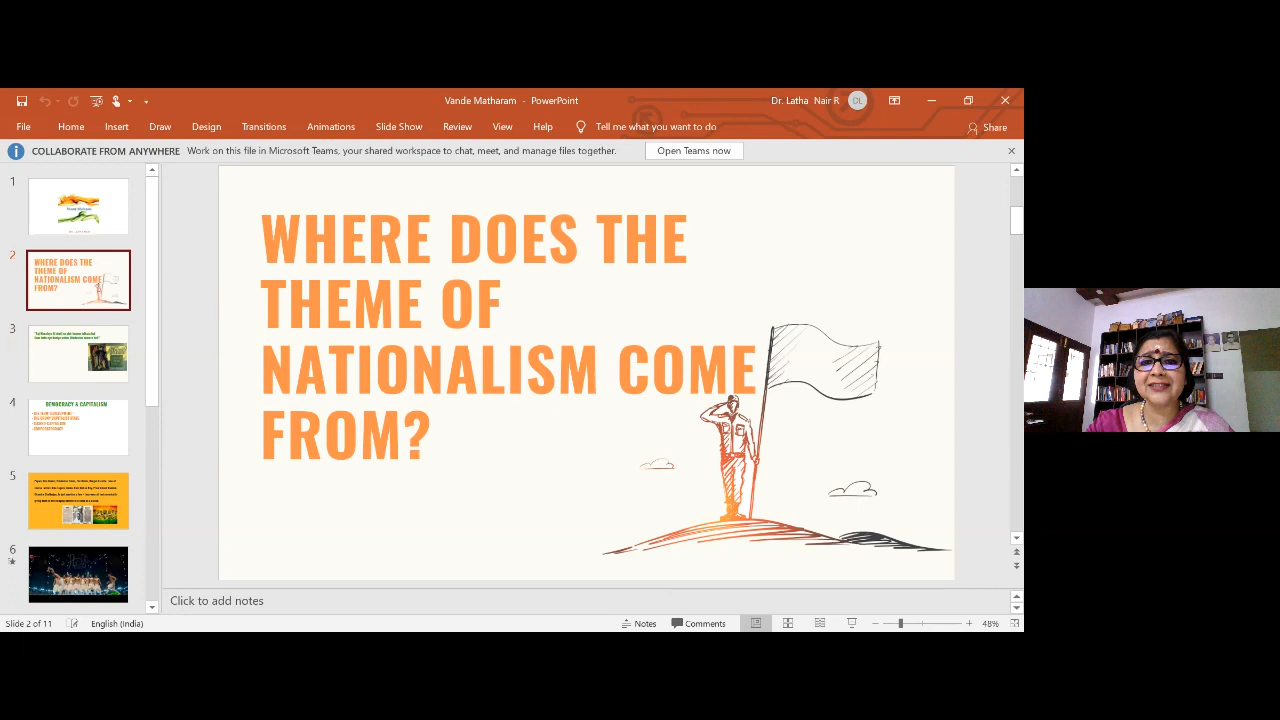 Vande Matharam - PowerPoint
Dr. Latha Nair R
DL
File Home Insert Draw Design Transitions Animations Slide Show Review View Help Tell me what you want to do
Share
COLLABORATE FROM ANYWHERE Work on this file in Microsoft Teams, your shared workspace to chat, meet, and manage files together. Open Teams now
1
2
WHERE DOES THE
THEME OF
NATIONALISM COME
FROM?
3
4
DEMOCRACY & CAPITALISM
5
6
WHERE DOES THE
THEME OF
NATIONALISM COME
FROM?
Click to add notes
Slide 2 of 11 English (India) Notes Comments 48%